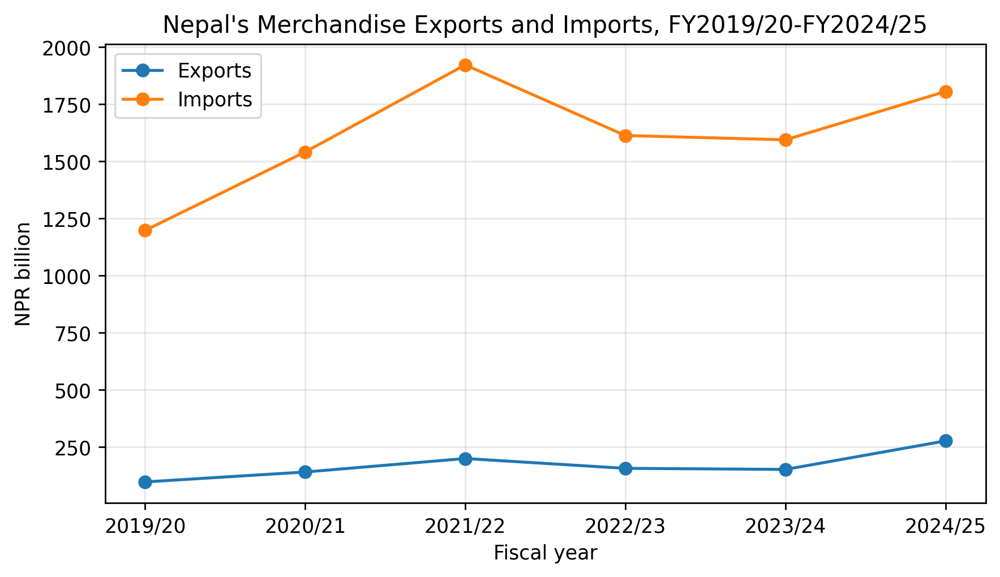 Nepal's Merchandise Exports and Imports, FY2019/20-FY2024/25
Exports
Imports
NPR billion
2000
1750
1500
1250
1000
750
500
250
2019/20 2020/21 2021/22 2022/23 2023/24 2024/25
Fiscal year